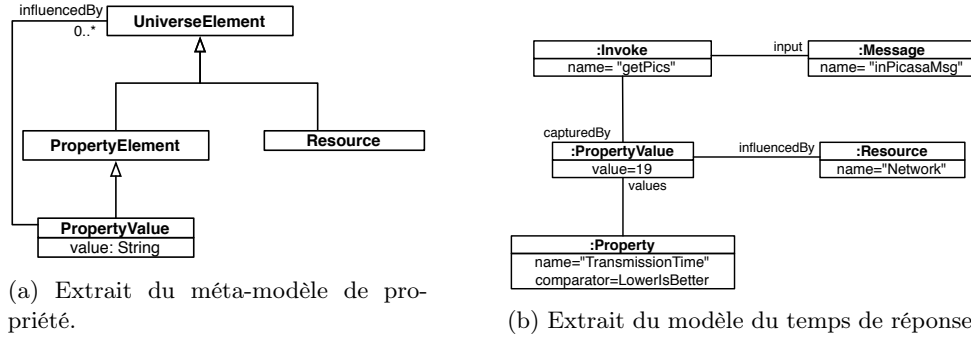 influencedBy
0..*
UniverseElement
PropertyElement
Resource
PropertyValue
value: String
(a) Extrait du méta-modèle de pro-
priété.
:Invoke
name= "getPics"
input
:Message
name= "inPicasaMsg"
capturedBy
:PropertyValue
value=19
influencedBy
:Resource
name="Network"
values
:Property
name="TransmissionTime"
comparator=LowerIsBetter
(b) Extrait du modèle du temps de réponse